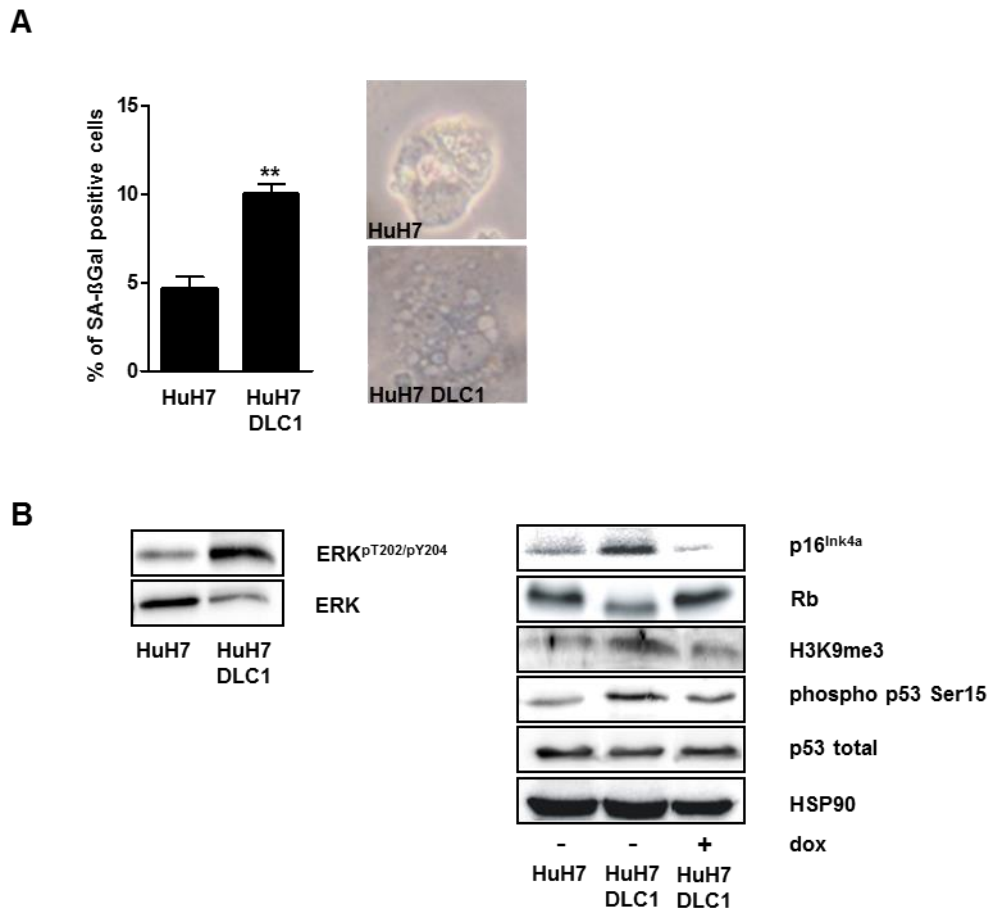 A
% of SA-ßGal positive cells
15
10
5
0
**
HuH7
HuH7
DLC1
HuH7
HuH7 DLC1
B
ERKpT202/pY204
ERK
HuH7
HuH7
DLC1
p16Ink4a
Rb
H3K9me3
phospho p53 Ser15
p53 total
HSP90
- - + dox
HuH7 HuH7 HuH7
DLC1 DLC1